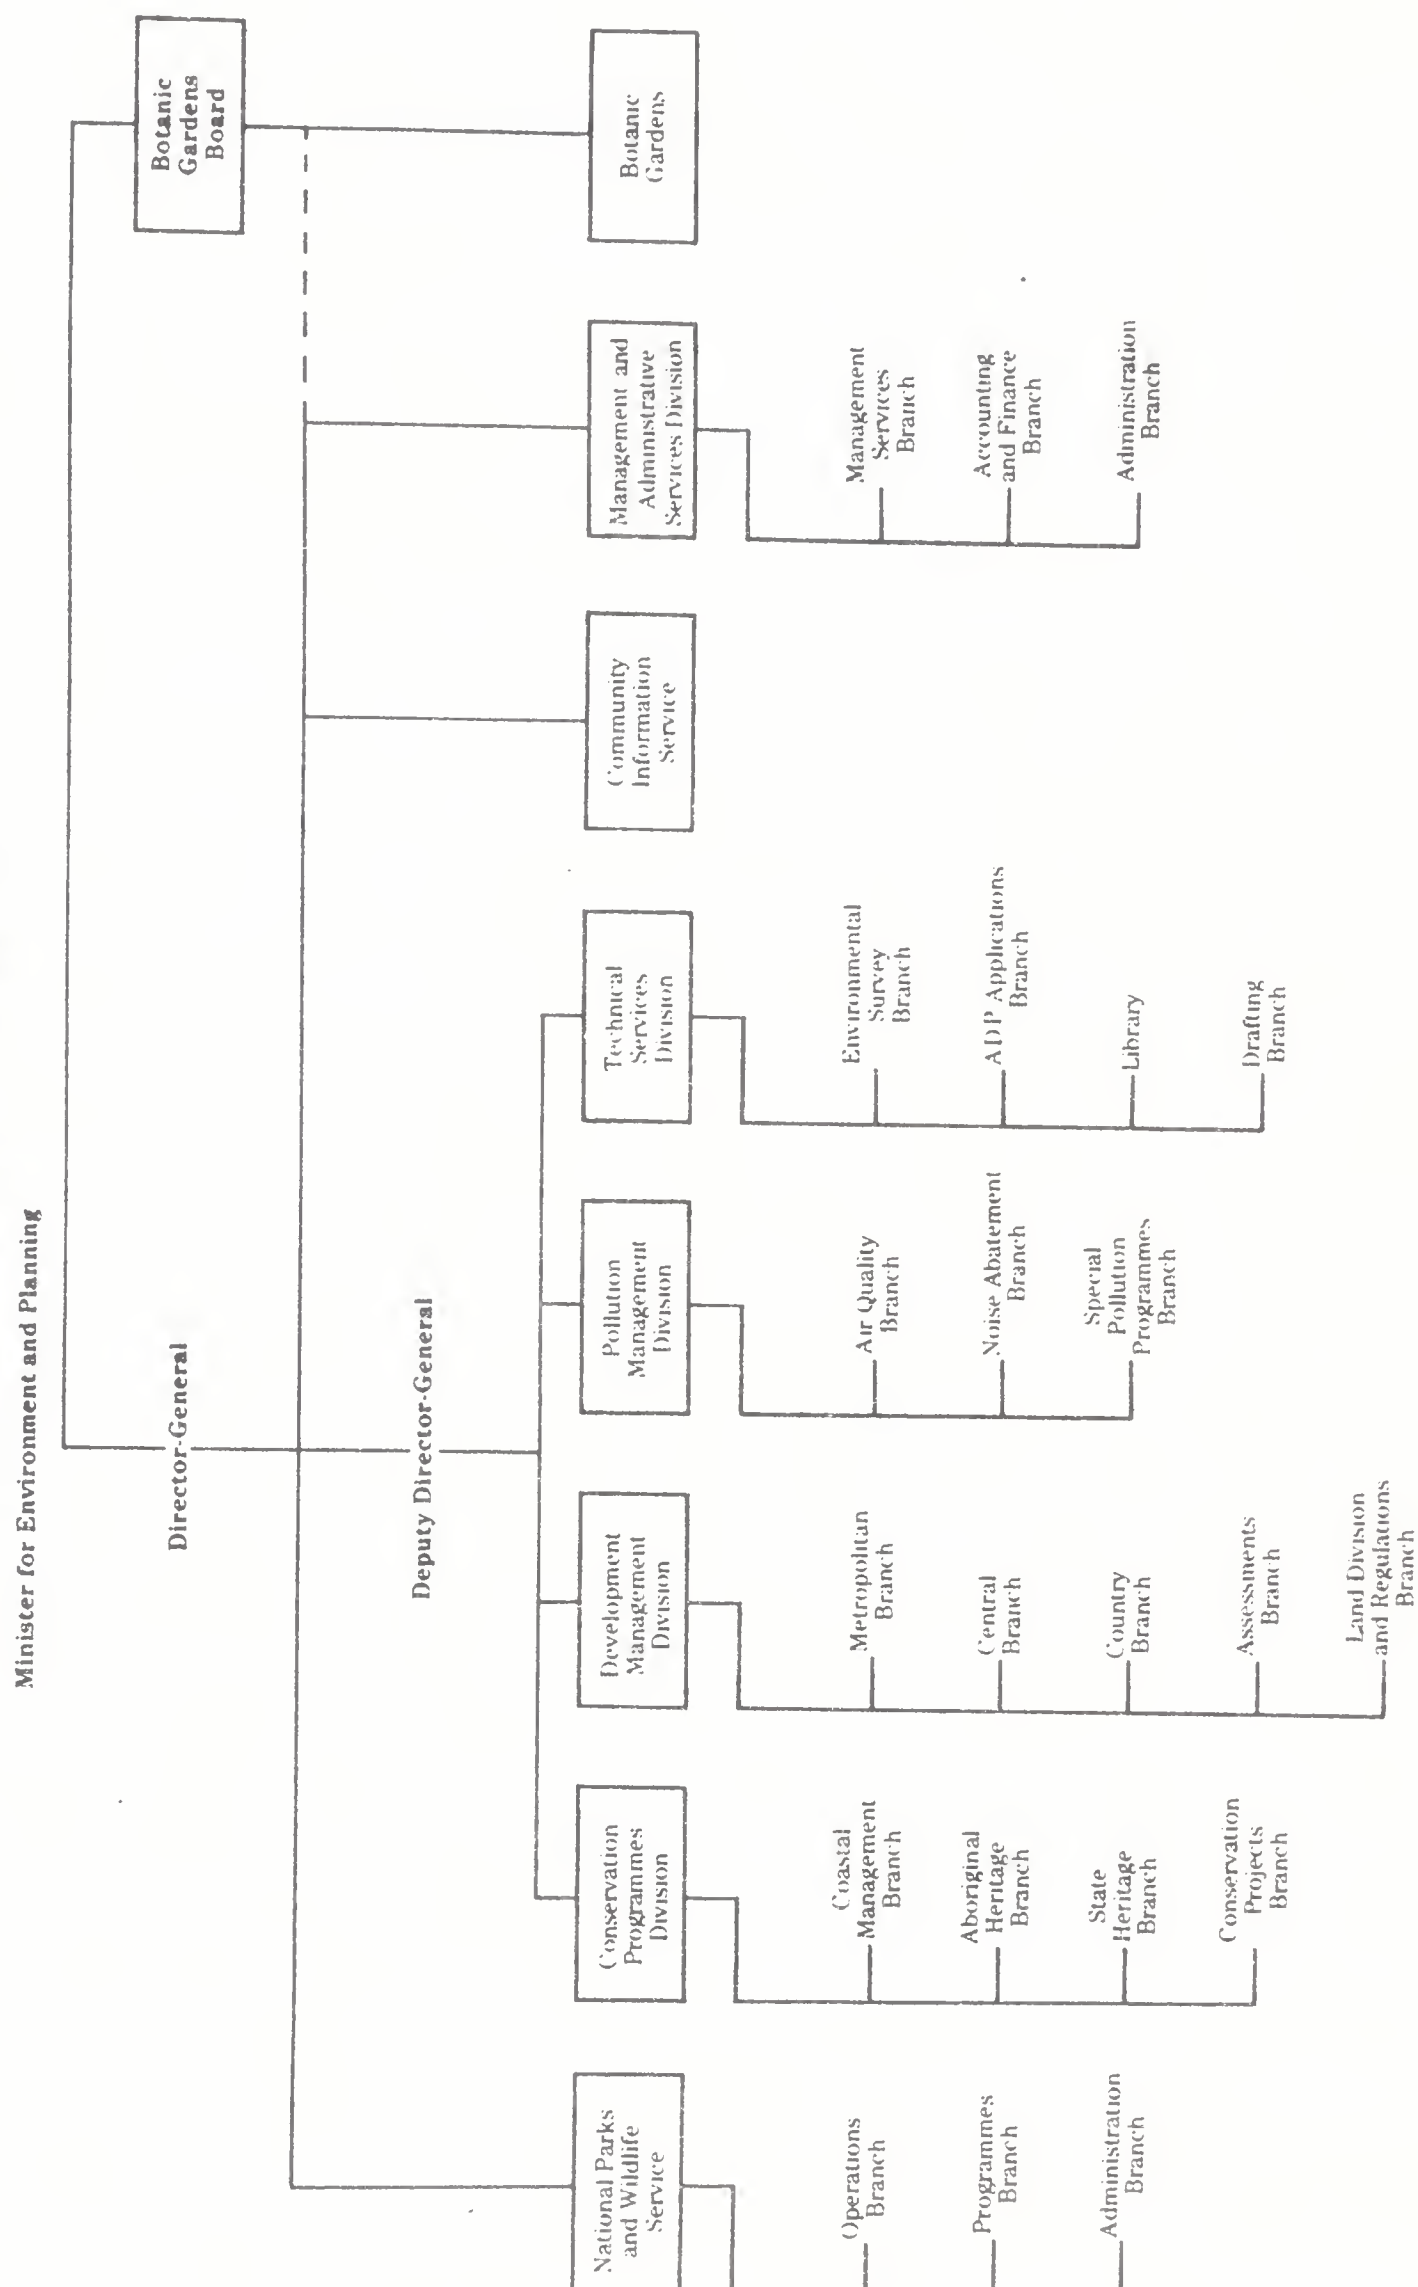 Minister for Environment and Planning
Director-General
Botanic
Gardens
Board
Deputy Director-General
National Parks
and Wildlife
Service
Conservation
Programmes
Division
Development
Management
Division
Pollution
Management
Division
Technical
Services
Division
Community
Information
Service
Management and
Administrative
Services Division
Botanic
Gardens
Operations
Branch
Programmes
Branch
Administration
Branch
Coastal
Management
Branch
Aboriginal
Heritage
Branch
State
Heritage
Branch
Conservation
Projects
Branch
Metropolitan
Branch
Central
Branch
Country
Branch
Assessments
Branch
Land Division
and Regulations
Branch
Air Quality
Branch
Noise Abatement
Branch
Special
Pollution
Programmes
Branch
Environmental
Survey
Branch
ADP Applications
Branch
Library
Drafting
Branch
Management
Services
Branch
Accounting
and Finance
Branch
Administration
Branch